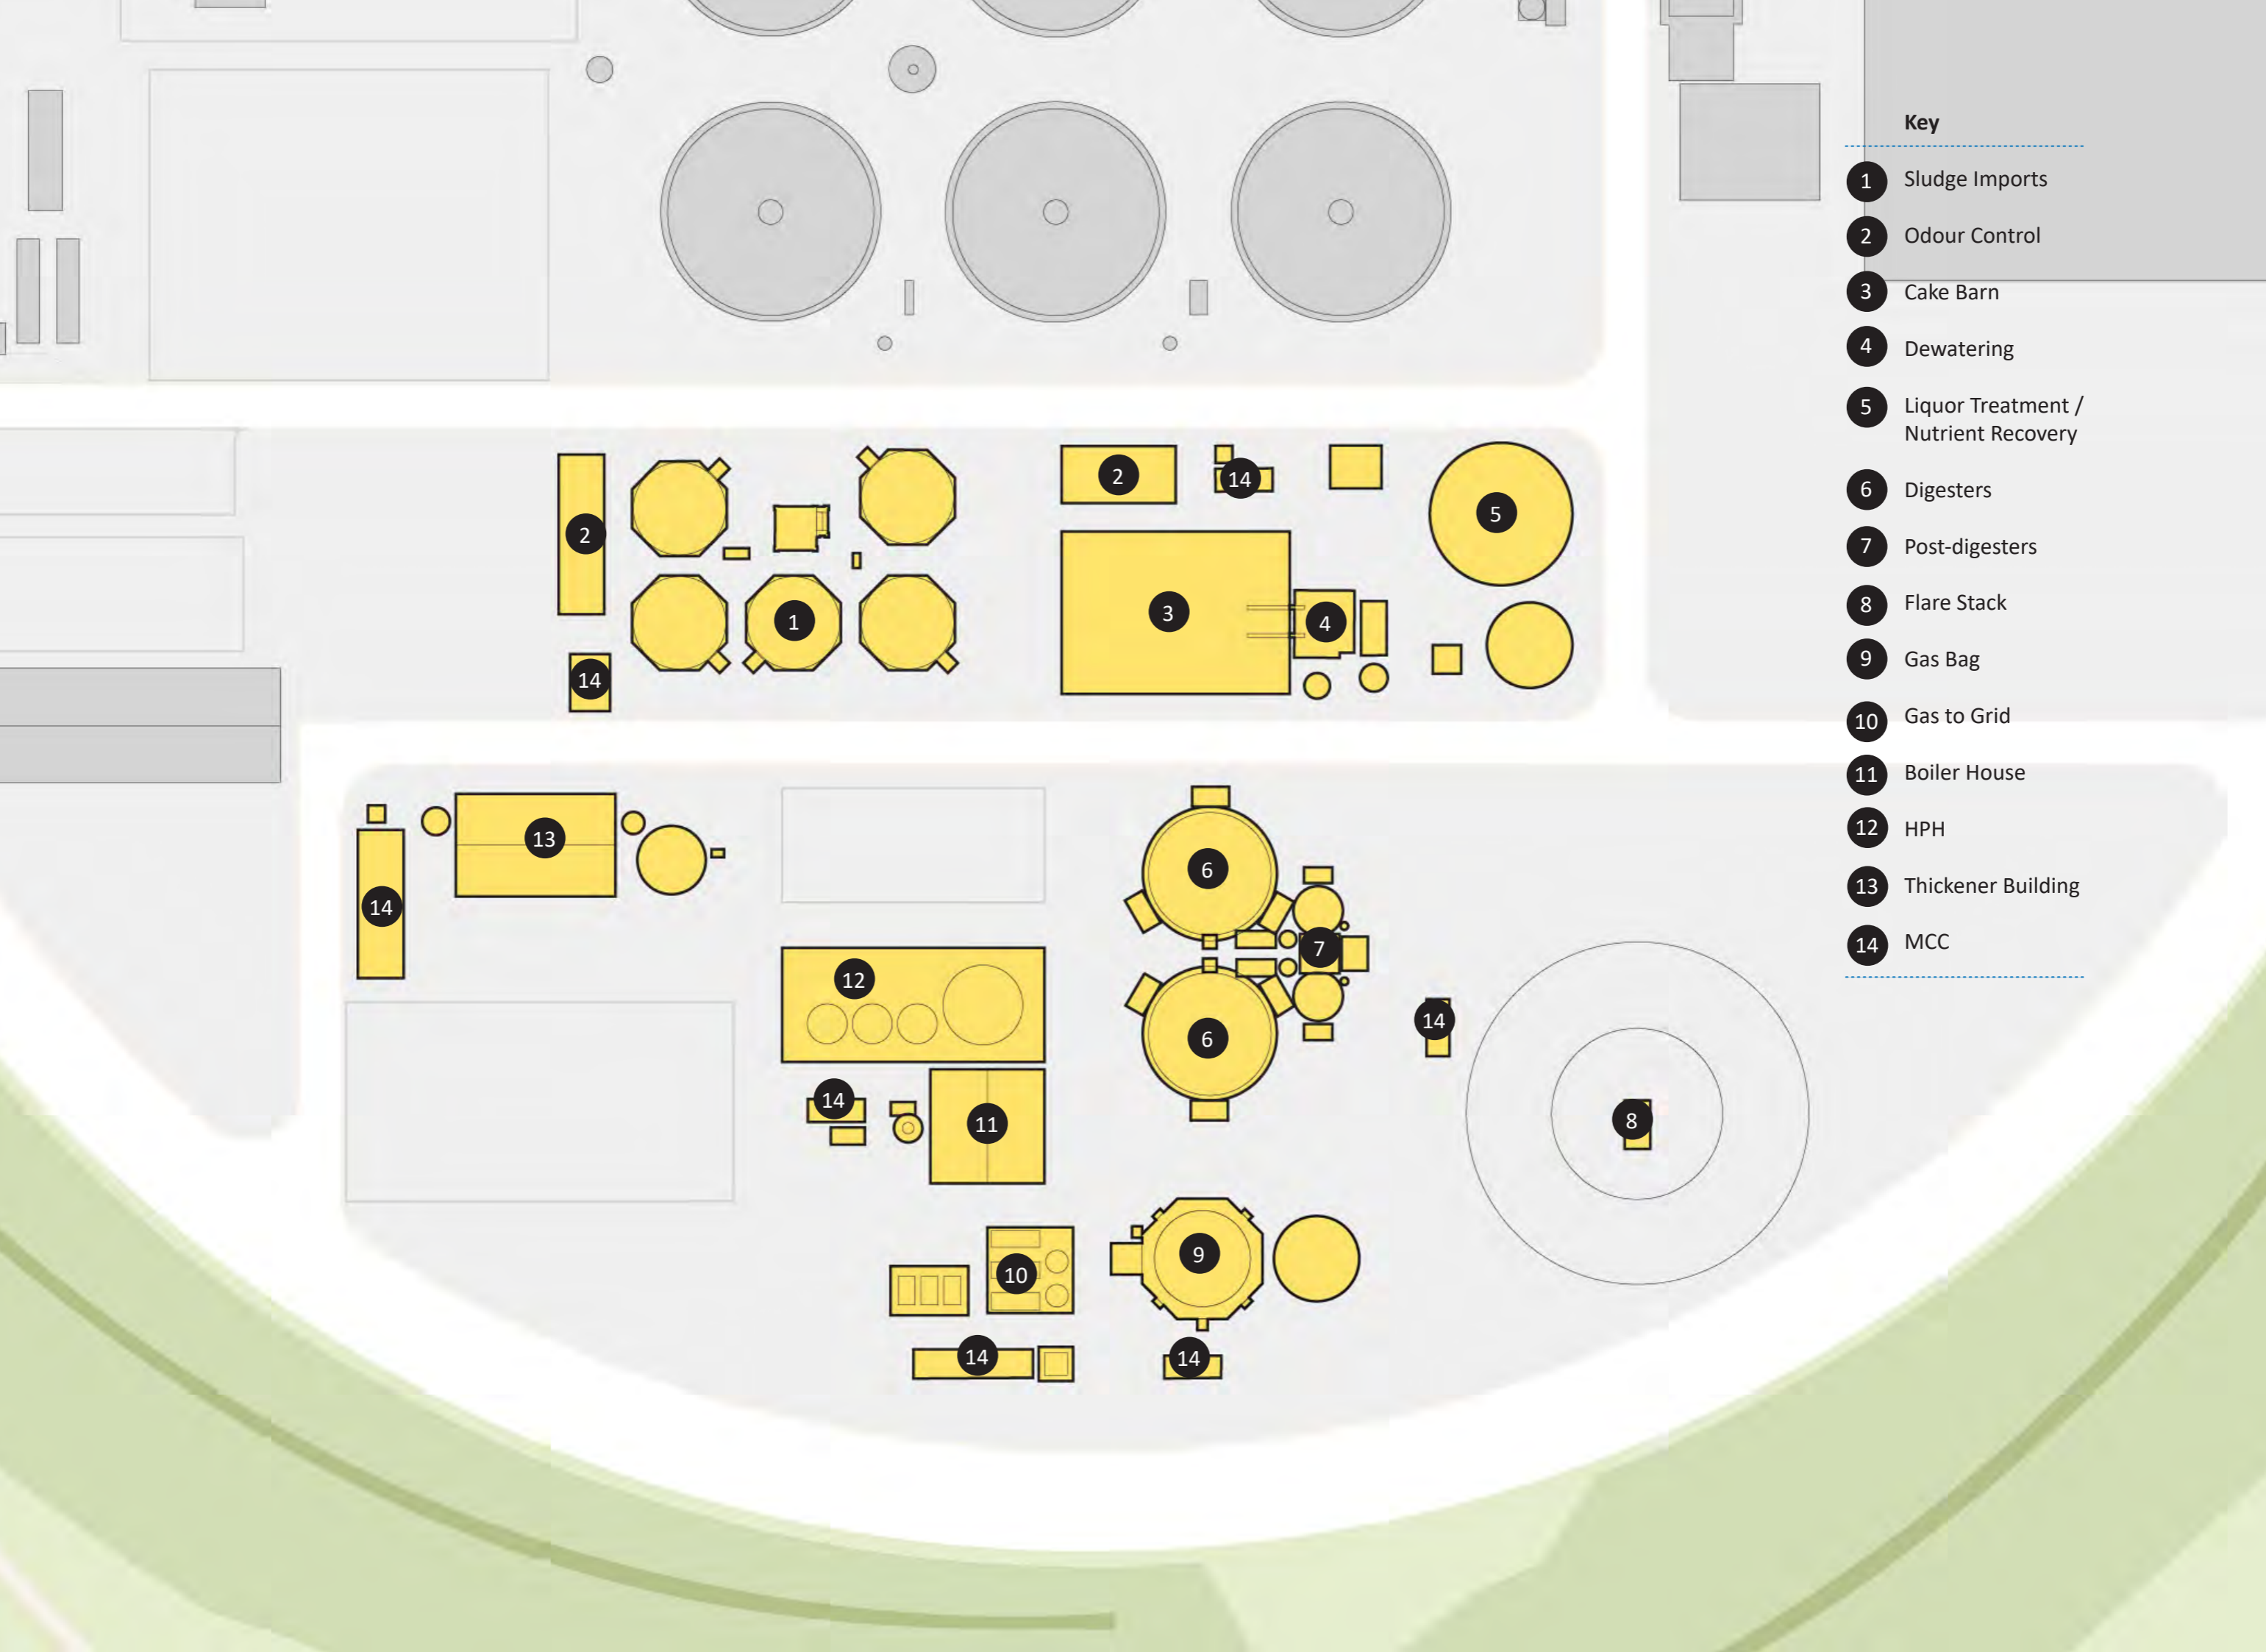 Key
1 Sludge Imports
2 Odour Control
3 Cake Barn
4 Dewatering
5 Liquor Treatment /
Nutrient Recovery
6 Digesters
7 Post-digesters
8 Flare Stack
9 Gas Bag
10 Gas to Grid
11 Boiler House
12 HPH
13 Thickener Building
14 MCC
2 14
5
2
3 4
1
14
13
6
14
7
12
14
6
14
11
8
9
10
14 14